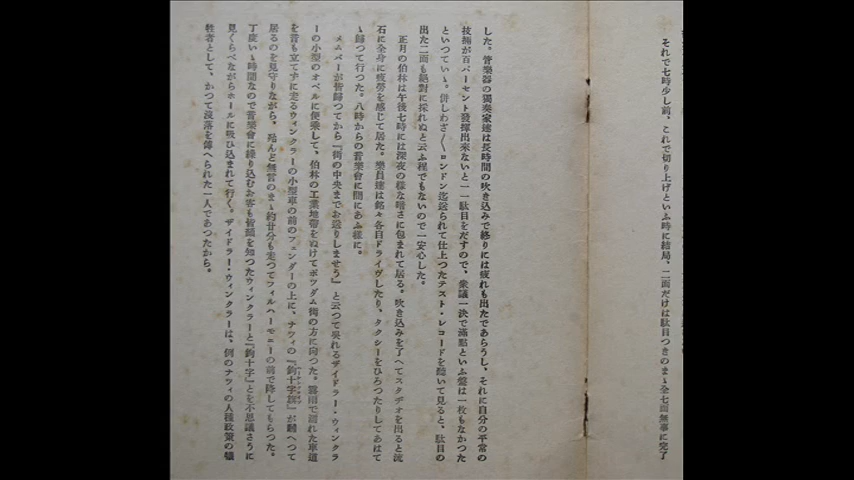 それで七時少し前、これで切り上げといふ時に結局、二面だけは駄目つきのまゝ全七面無事に完了
した。管樂器の獨奏家達は長時間の吹き込みで終りには疲れも出たであらうし、それに自分の平常の
技術が百パーセント發揮出來ないと一一駄目をだすので、衆議一決で滿點といふ盤は一枚もなかつた
といつてい。併しわざ〳〵ロンドン迄送られて仕上つたテスト・レコードを聽いて見ると、駄目の
出た二面も絕對に採れぬと云ふ程でもないので一安心した。
正月の伯林は午後七時には深夜の樣な暗さに包まれて居る。吹き込みを了へてスタヂオを出ると流
石に全身に疲勞を感じて居た。樂員達は銘々各自ドライヴしたり、タクシーをひろつたりしてあはて
ゝ歸つて行つた。八時からの音樂會に間にあふ樣に。
メムバーが皆歸つてから『街の中央までお送りしませう』と云つて吳れるザイドラー・ウィンクラ
ーの小型のオペルに便乘して、伯林の工業地帶をぬけてポツダム街の方に向つた。霧雨で濡れた車道
を音も立てずに走るウィンクラーの小型車の前のフェンダーの上に、ナツィの『鉤十字旗』が飜へつて
居るのを見守りながら、殆んど無言のまゝ約廿分も走つてフィルハーモニーの前で降してもらつた。
丁度いゝ時間なので音樂會に繰り込むお客も皆顏を知つたウィンクラーと『鉤十字』とを不思議さうに
見くらべながらホールに吸ひ込まれて行く。ザイドラー・ウィンクラーは、例のナツィの人種政策の犧
牲者として、かつて沒落を傳へられた一人であつたから。